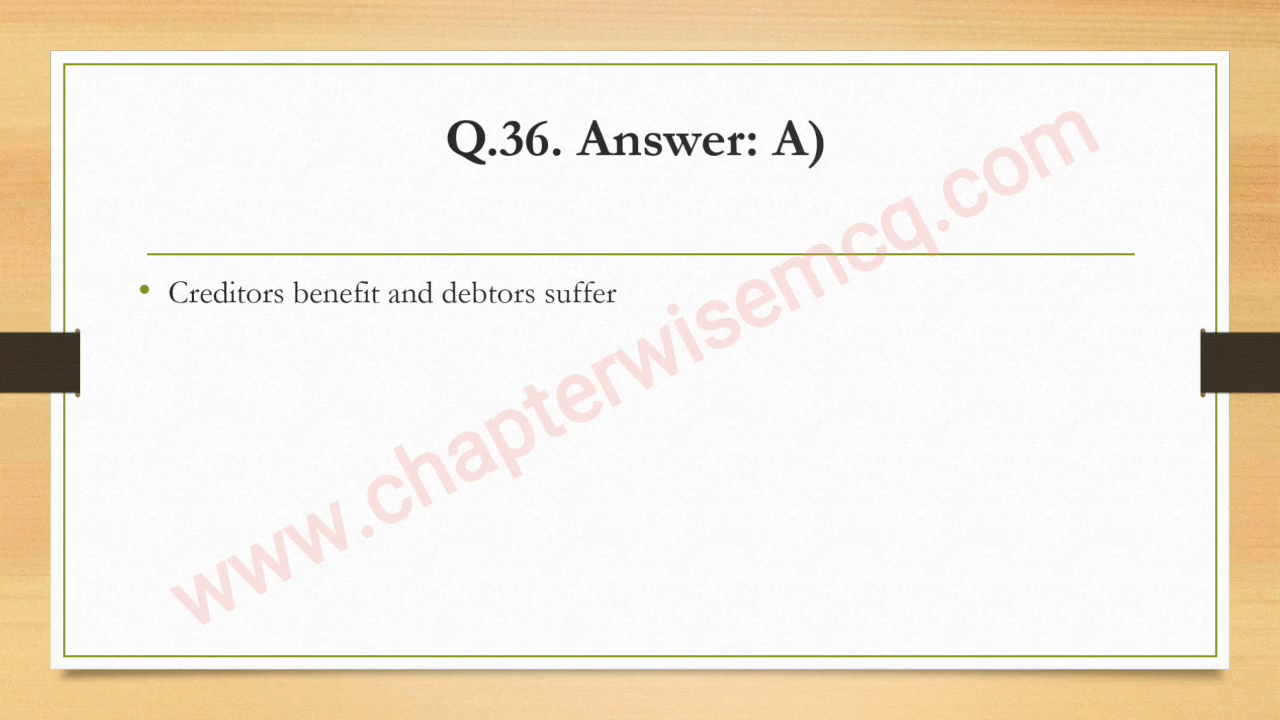 Q.36. Answer: A)
• Creditors benefit and debtors suffer
www.chapterwisemcq.com